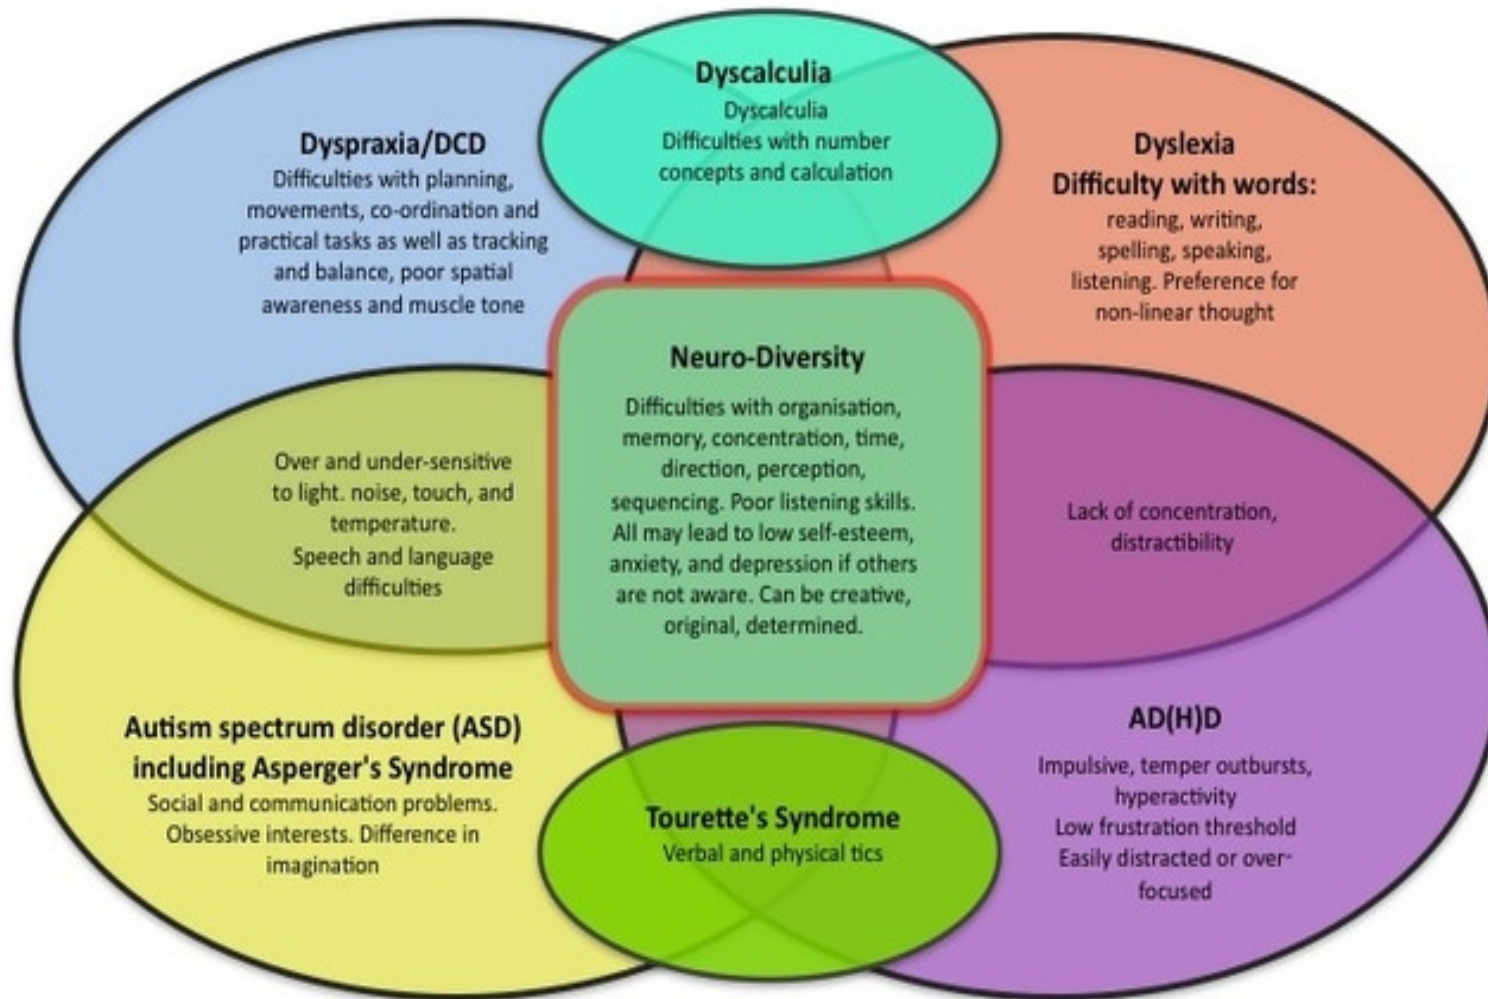 Dyscalculia
Dyscalculia
Difficulties with number
concepts and calculation
Dyspraxia/DCD
Difficulties with planning,
movements, co-ordination and
practical tasks as well as tracking
and balance, poor spatial
awareness and muscle tone
Dyslexia
Difficulty with words:
reading, writing,
spelling, speaking,
listening. Preference for
non-linear thought
Neuro-Diversity
Difficulties with organisation,
memory, concentration, time,
direction, perception,
sequencing. Poor listening skills.
All may lead to low self-esteem,
anxiety, and depression if others
are not aware. Can be creative,
original, determined.
Over and under-sensitive
to light. noise, touch, and
temperature.
Speech and language
difficulties
Lack of concentration,
distractibility
Autism spectrum disorder (ASD)
including Asperger's Syndrome
Social and communication problems.
Obsessive interests. Difference in
imagination
Tourette's Syndrome
Verbal and physical tics
AD(H)D
Impulsive, temper outbursts,
hyperactivity
Low frustration threshold
Easily distracted or over-
focused